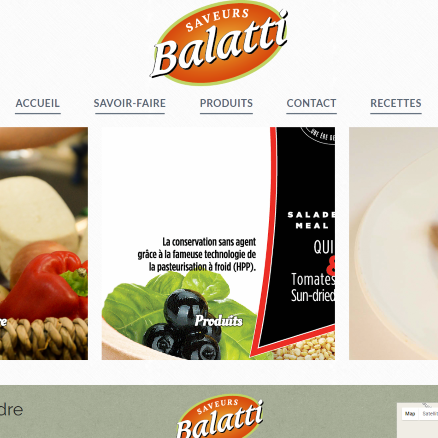 SAVEURS
Balatti
ACCUEIL SAVOIR-FAIRE PRODUITS CONTACT RECETTES
La conservation sans agent
grâce à la fameuse technologie de
la pasteurisation à froid (HPP).
SALADE
MEAL
QUI
&
Tomates
Sun-dried
Produits
dre
SAVEURS
Balatti
Map Satelli